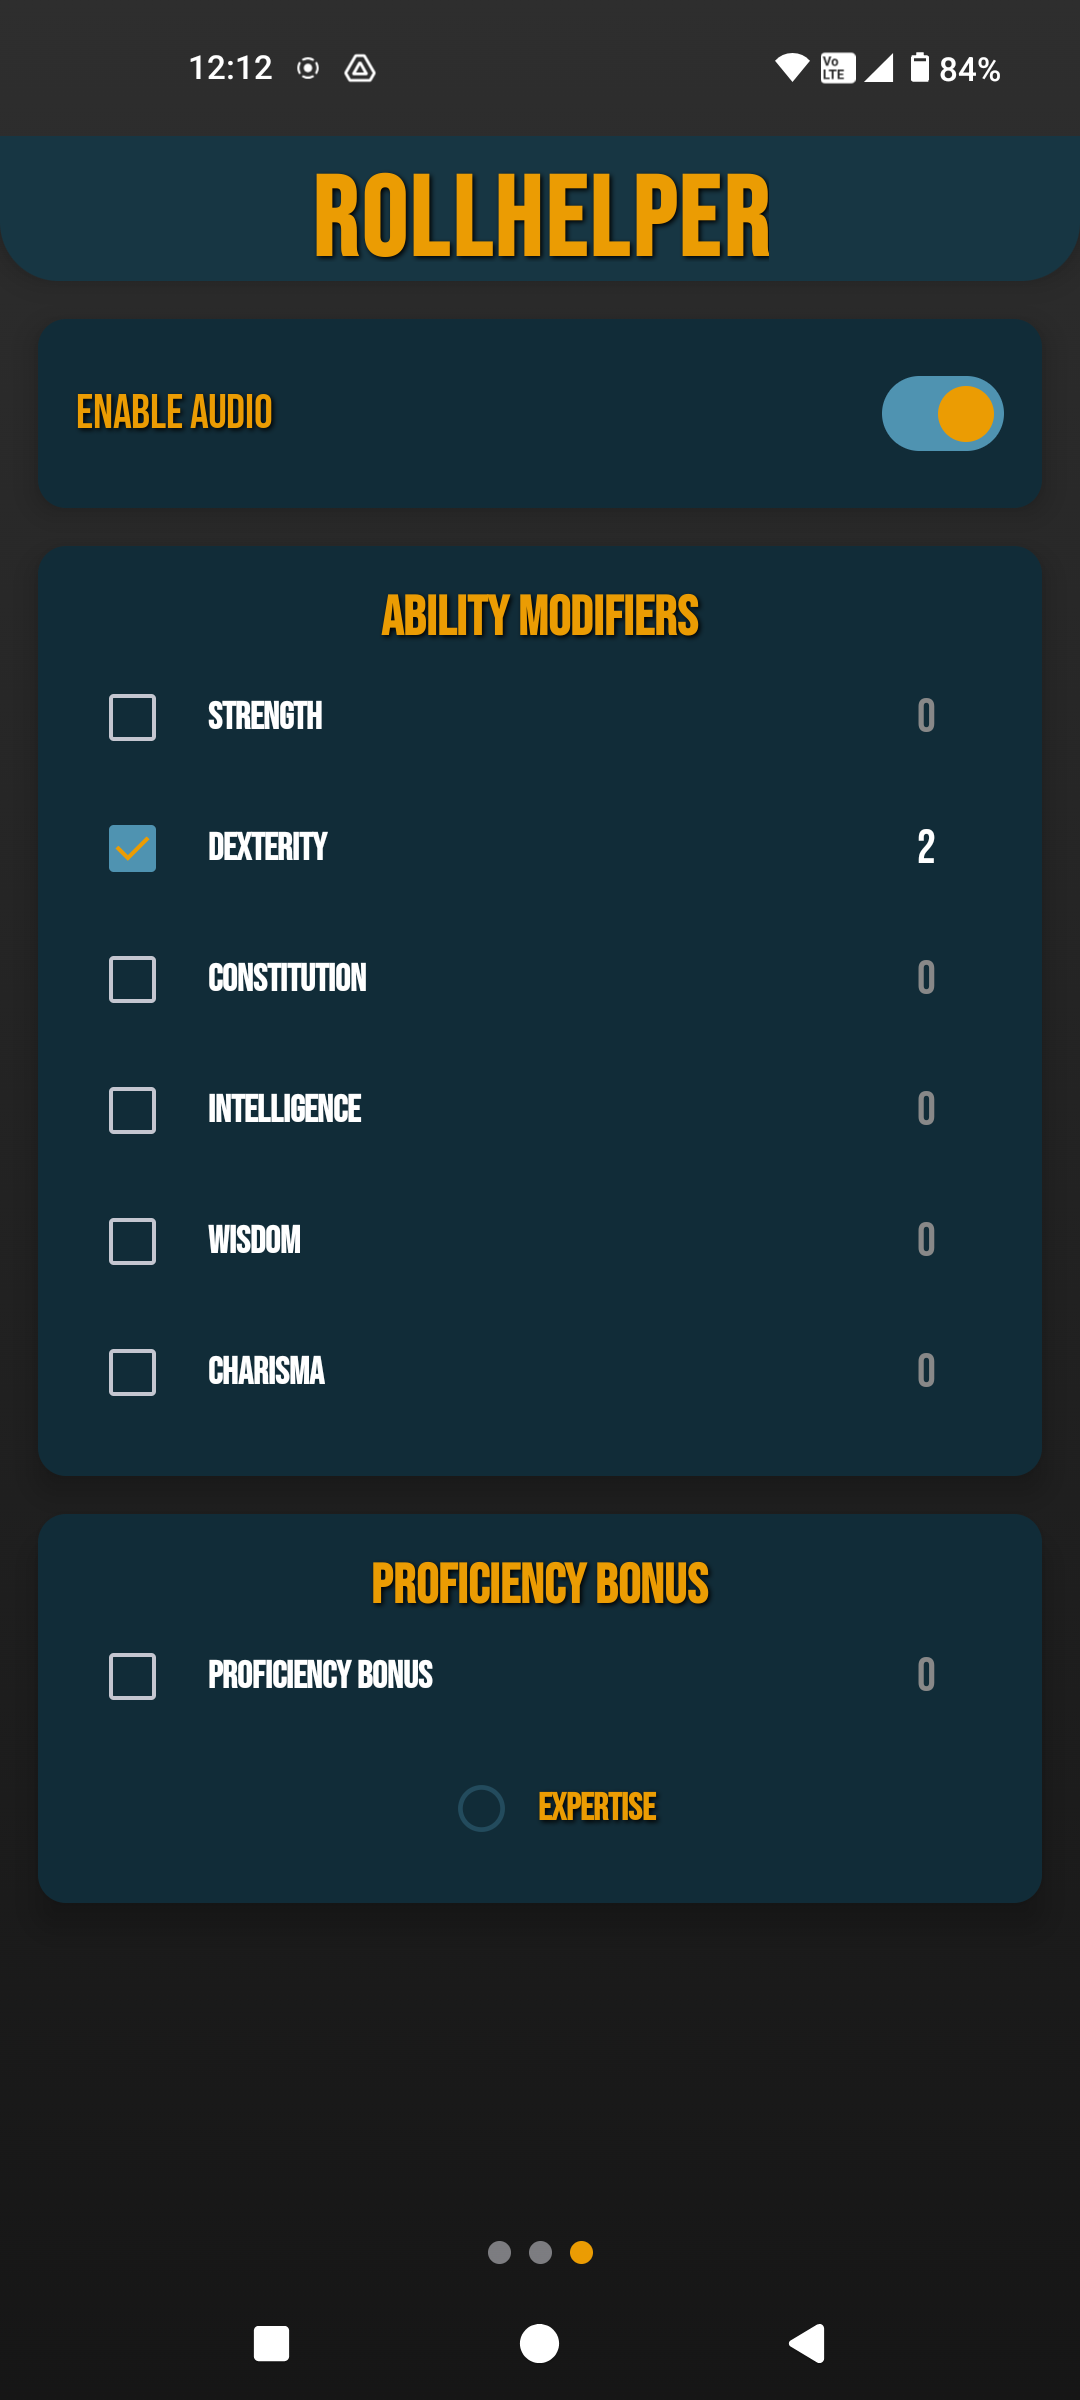 12:12 Vo LTE 84%
ROLLHELPER
ENABLE AUDIO
ABILITY MODIFIERS
STRENGTH 0
DEXTERITY 2
CONSTITUTION 0
INTELLIGENCE 0
WISDOM 0
CHARISMA 0
PROFICIENCY BONUS
PROFICIENCY BONUS 0
EXPERTISE